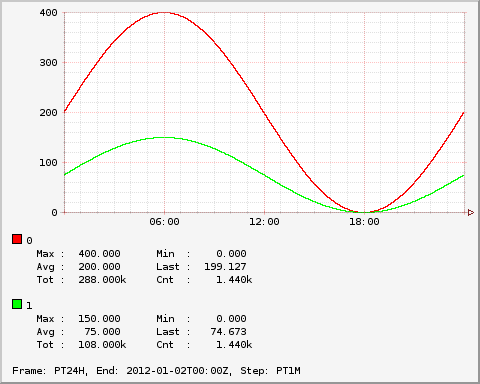 400
300
200
100
0
06:00 12:00 18:00
0
Max : 400.000 Min : 0.000
Avg : 200.000 Last : 199.127
Tot : 288.000k Cnt : 1.440k
1
Max : 150.000 Min : 0.000
Avg : 75.000 Last : 74.673
Tot : 108.000k Cnt : 1.440k
Frame: PT24H, End: 2012-01-02T00:00Z, Step: PT1M